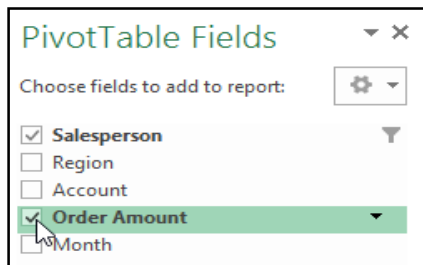 PivotTable Fields
Choose fields to add to report:
Salesperson
Region
Account
Order Amount
Month